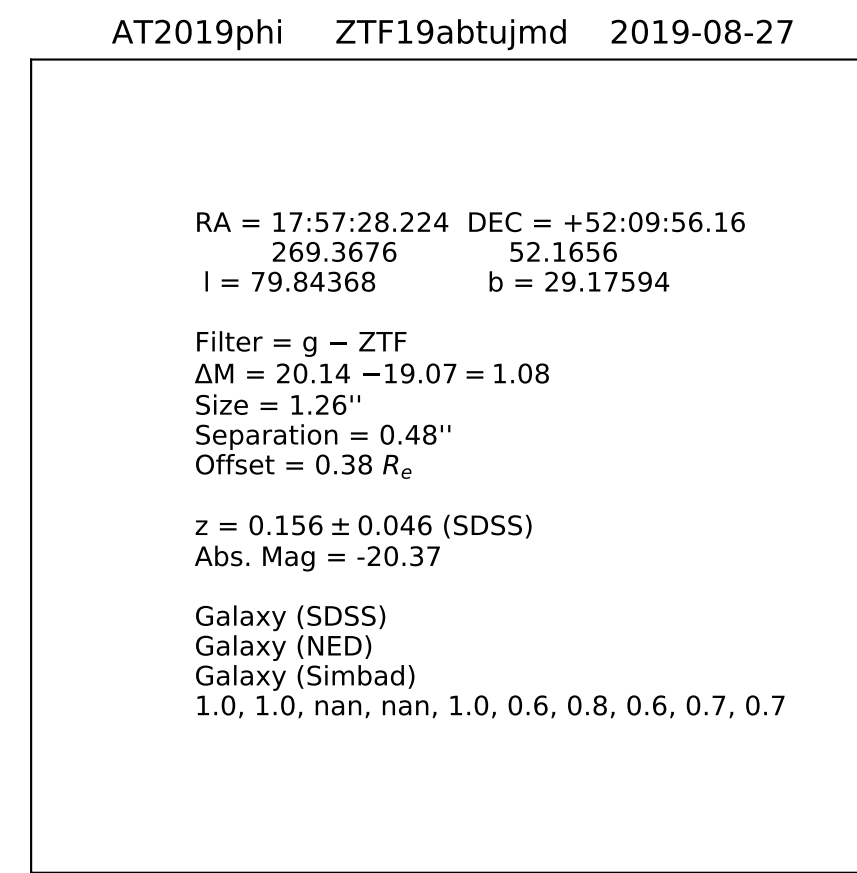 AT2019phi ZTF19abtujmd 2019-08-27
RA = 17:57:28.224 DEC = +52:09:56.16
269.3676 52.1656
l = 79.84368 b = 29.17594
Filter = g − ZTF
ΔM = 20.14 −19.07 = 1.08
Size = 1.26''
Separation = 0.48''
Offset = 0.38 Rₑ
z = 0.156 ± 0.046 (SDSS)
Abs. Mag = -20.37
Galaxy (SDSS)
Galaxy (NED)
Galaxy (Simbad)
1.0, 1.0, nan, nan, 1.0, 0.6, 0.8, 0.6, 0.7, 0.7